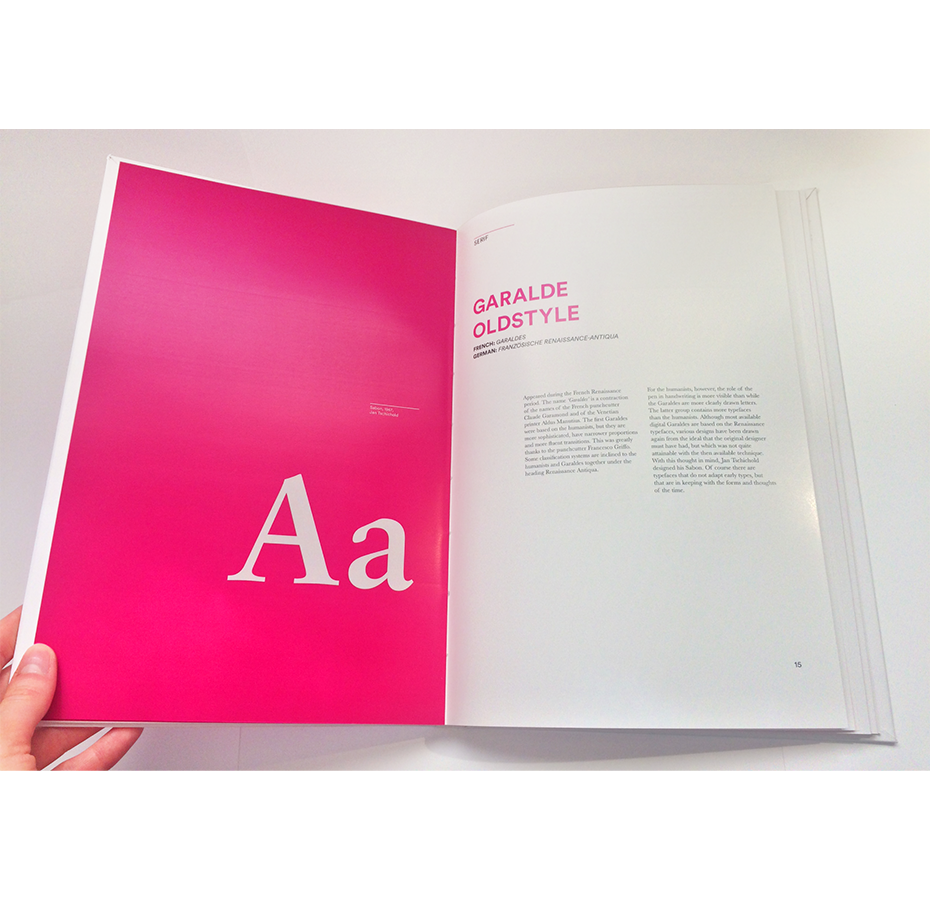 Sabon, 1967,
Jan Tschichold
Aa
SERIF
GARALDE
OLDSTYLE
FRENCH: GARALDES
GERMAN: FRANZÖSISCHE RENAISSANCE-ANTIQUA
Appeared during the French Renaissance
period. The name "Garalde" is a contraction
of the names of the French punchcutter
Claude Garamond and of the Venetian
printer Aldus Manutius. The first Garaldes
were based on the humanists, but they are
more sophisticated, have narrower proportions
and more fluent transitions. This was greatly
thanks to the punchcutter Francesco Griffo.
Some classification systems are inclined to the
humanists and Garaldes together under the
heading Renaissance Antiqua.
For the humanists, however, the role of the
pen in handwriting is more visible than while
the Garaldes are more clearly drawn letters.
The latter group contains more typefaces
than the humanists. Although most available
digital Garaldes are based on the Renaissance
typefaces, various designs have been drawn
again from the ideal that the original designer
must have had, but which was not quite
attainable with the then available technique.
With this thought in mind, Jan Tschichold
designed his Sabon. Of course there are
typefaces that do not adapt early types, but
that are in keeping with the forms and thoughts
of the time.
15